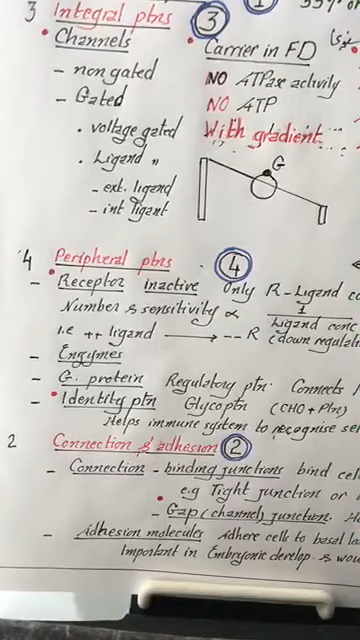 3 Integral ptns 3
• Channels
- non gated
- Gated
. voltage gated
. Ligand "
- ext. ligand
- int ligant
• Carrier in FD
NO ATPase activity
NO ATP
With gradient
G
4 Peripheral ptns 4
- Receptor inactive Only R-Ligand
Number & sensitivity ∝ 1
Ligand conc
i.e ++ ligand → --- R (down
- Enzymes
- G. protein Regulatory ptn. Connects
- • Identity ptn Glycoptn (CHO + Ptn)
Helps immune system to recognise
2 Connection & adhesion 2
- Connection - binding junctions bind
e.g Tight junction or
• - Gap (channel) junction.
- Adhesion molecules Adhere cells to basal
Important in Embryonic develop. &